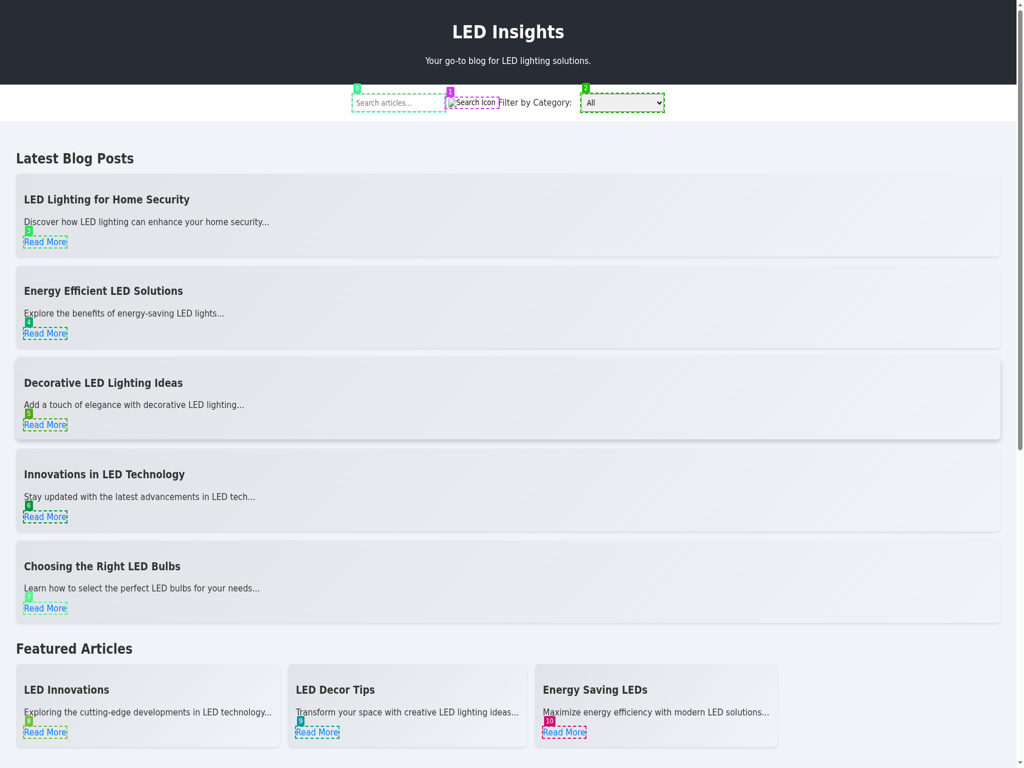 LED Insights
Your go-to blog for LED lighting solutions.
0
1
2
Search articles...
Search Icon
Filter by Category:
All
Latest Blog Posts
LED Lighting for Home Security
Discover how LED lighting can enhance your home security...
3
Read More
Energy Efficient LED Solutions
Explore the benefits of energy-saving LED lights...
4
Read More
Decorative LED Lighting Ideas
Add a touch of elegance with decorative LED lighting...
5
Read More
Innovations in LED Technology
Stay updated with the latest advancements in LED tech...
6
Read More
Choosing the Right LED Bulbs
Learn how to select the perfect LED bulbs for your needs...
7
Read More
Featured Articles
LED Innovations
Exploring the cutting-edge developments in LED technology...
8
Read More
LED Decor Tips
Transform your space with creative LED lighting ideas...
9
Read More
Energy Saving LEDs
Maximize energy efficiency with modern LED solutions...
10
Read More